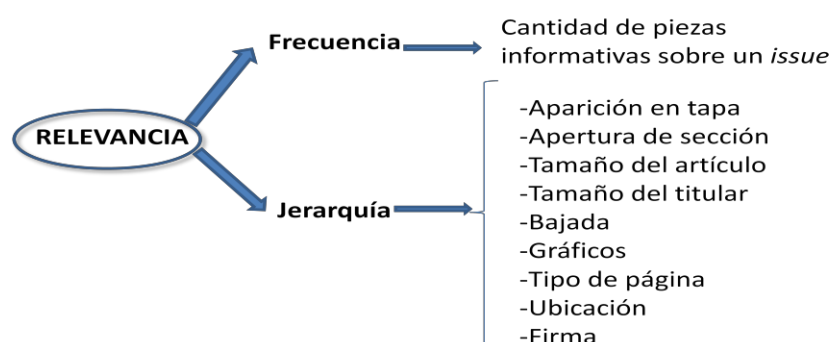 RELEVANCIA
Frecuencia
Cantidad de piezas
informativas sobre un issue
Jerarquía
-Aparición en tapa
-Apertura de sección
-Tamaño del artículo
-Tamaño del titular
-Bajada
-Gráficos
-Tipo de página
-Ubicación
-Firma